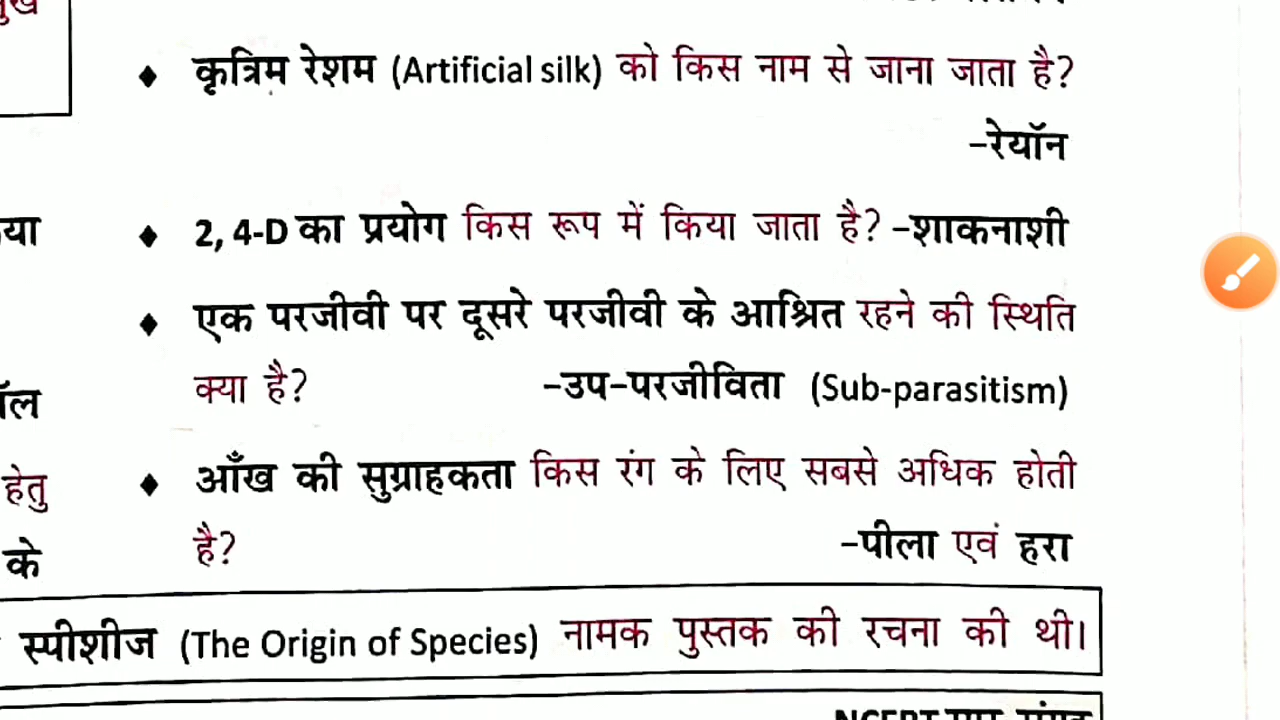 कृत्रिम रेशम (Artificial silk) को किस नाम से जाना जाता है?
-रेयॉन
2, 4-D का प्रयोग किस रूप में किया जाता है? -शाकनाशी
एक परजीवी पर दूसरे परजीवी के आश्रित रहने की स्थिति
क्या है? -उप-परजीविता (Sub-parasitism)
आँख की सुग्राहकता किस रंग के लिए सबसे अधिक होती
हेतु
है? -पीला एवं हरा
के
स्पीशीज (The Origin of Species) नामक पुस्तक की रचना की थी।